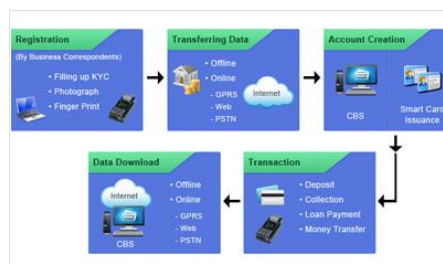 Registration
(By Business Correspondents)
• Filling up KYC
• Photograph
• Finger Print
Transferring Data
• Offline
• Online
- GPRS
- Web
- PSTN
Internet
Account Creation
CBS
Smart Card
Issuance
Data Download
Internet
CBS
• Offline
• Online
- GPRS
- Web
- PSTN
Transaction
• Deposit
• Collection
• Loan Payment
• Money Transfer